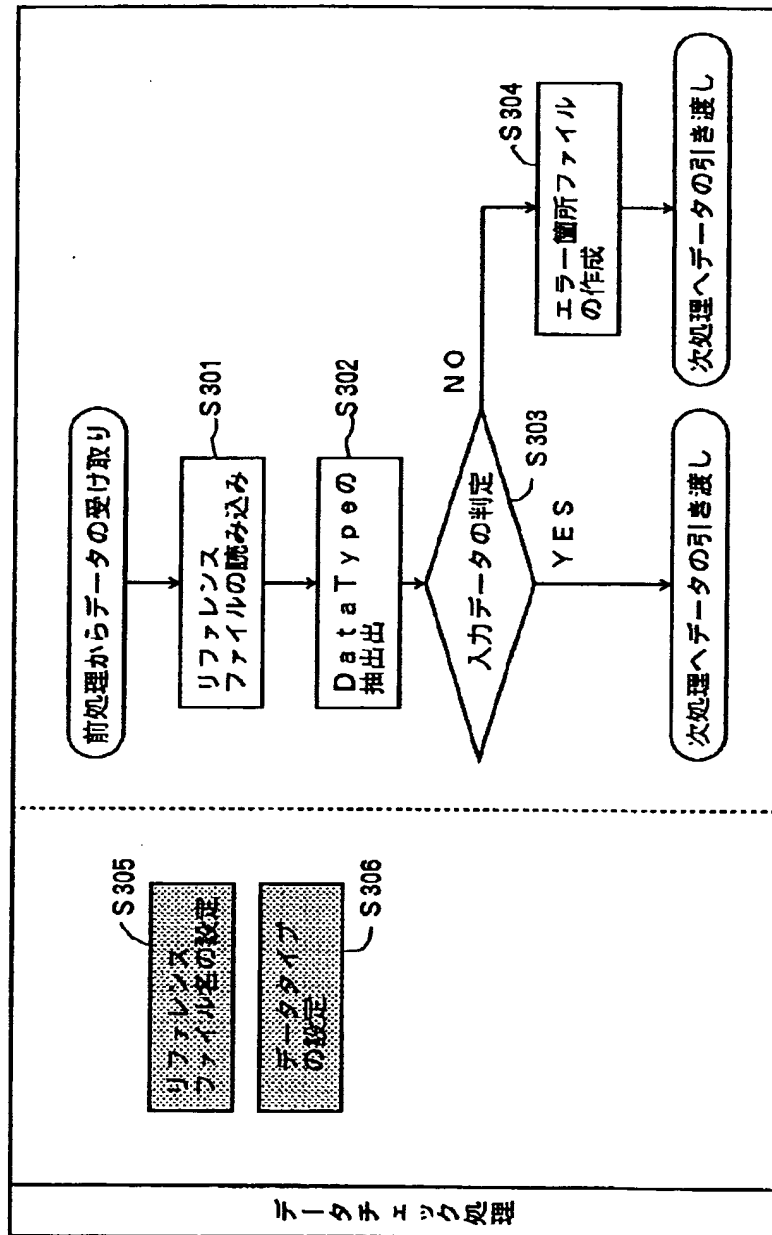 データチェック処理
リファレンス
ファイル名の設定
S305
データタイプ
の設定
S306
前処理からデータの受け取り
リファレンス
ファイルの読み込み
S301
DataTypeの
抽出出
S302
入力データの判定
S303
NO
YES
エラー箇所ファイル
の作成
S304
次処理へデータの引き渡し
次処理へデータの引き渡し